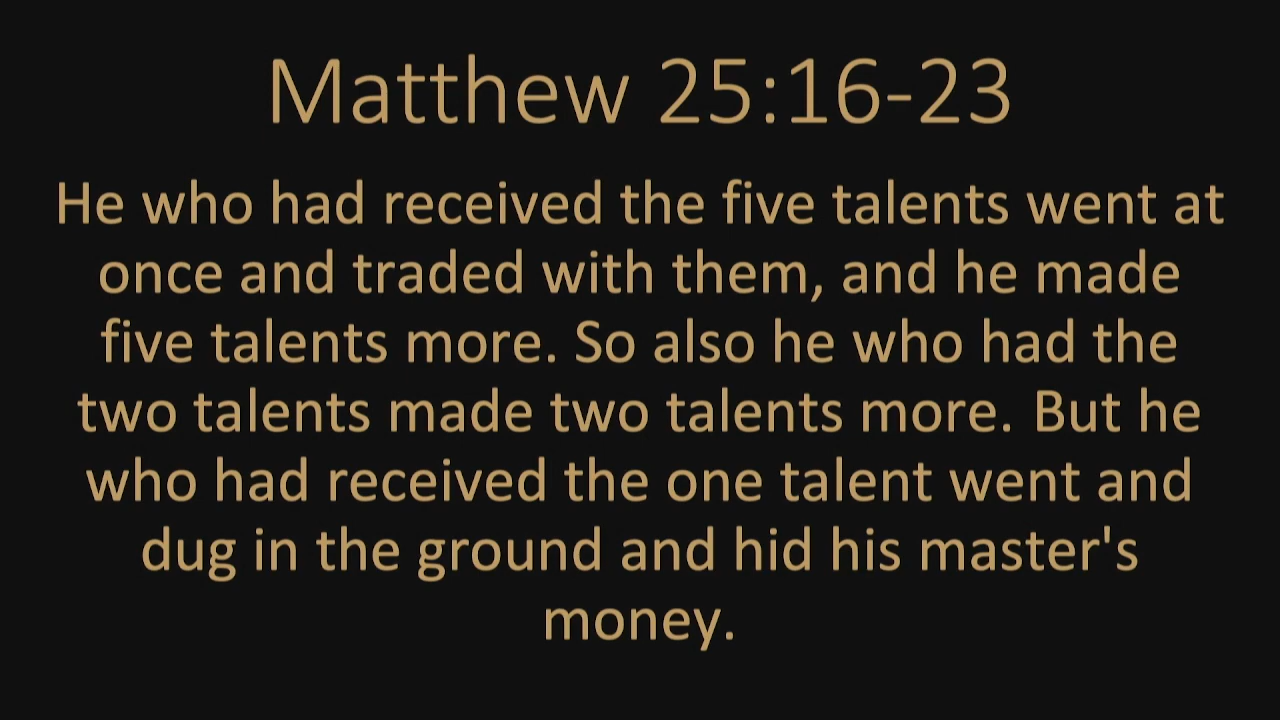 Matthew 25:16-23
He who had received the five talents went at
once and traded with them, and he made
five talents more. So also he who had the
two talents made two talents more. But he
who had received the one talent went and
dug in the ground and hid his master's
money.